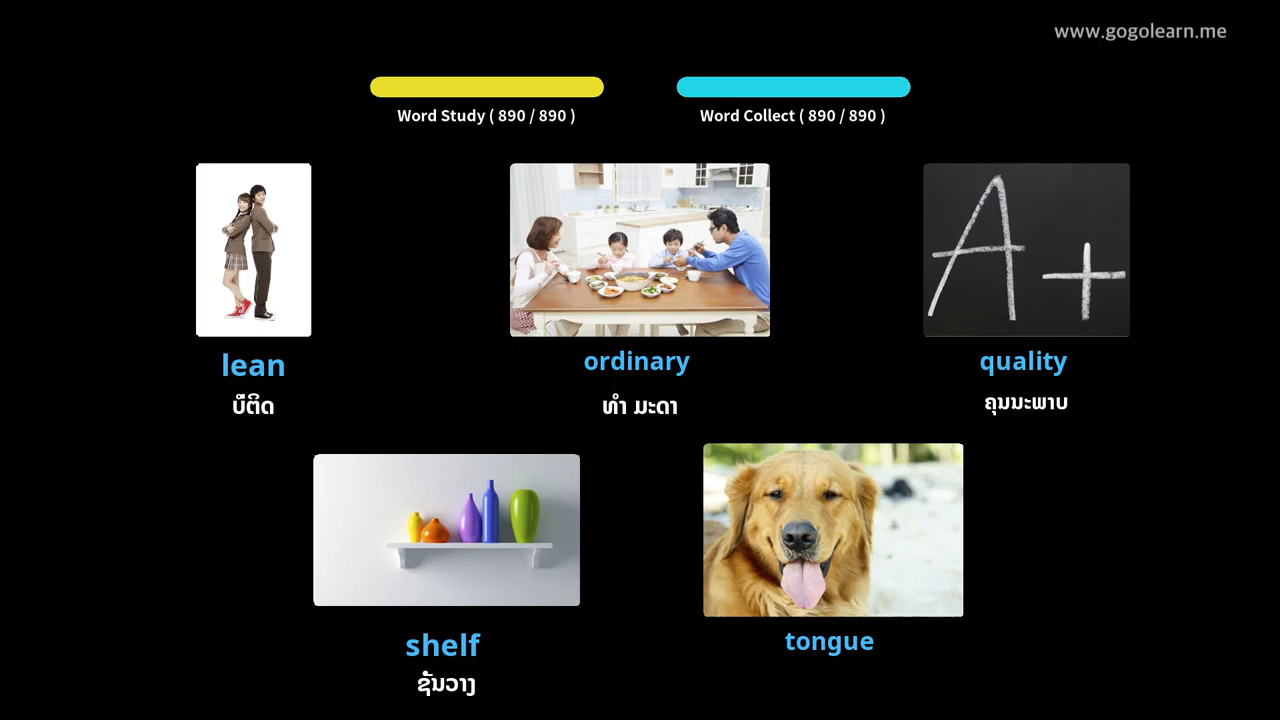 www.gogolearn.me
Word Study ( 890 / 890 )
Word Collect ( 890 / 890 )
A+
lean
ບໍ່ຕິດ
ordinary
ທຳ ມະດາ
quality
ຄຸນນະພາບ
shelf
ຊັ້ນວາງ
tongue